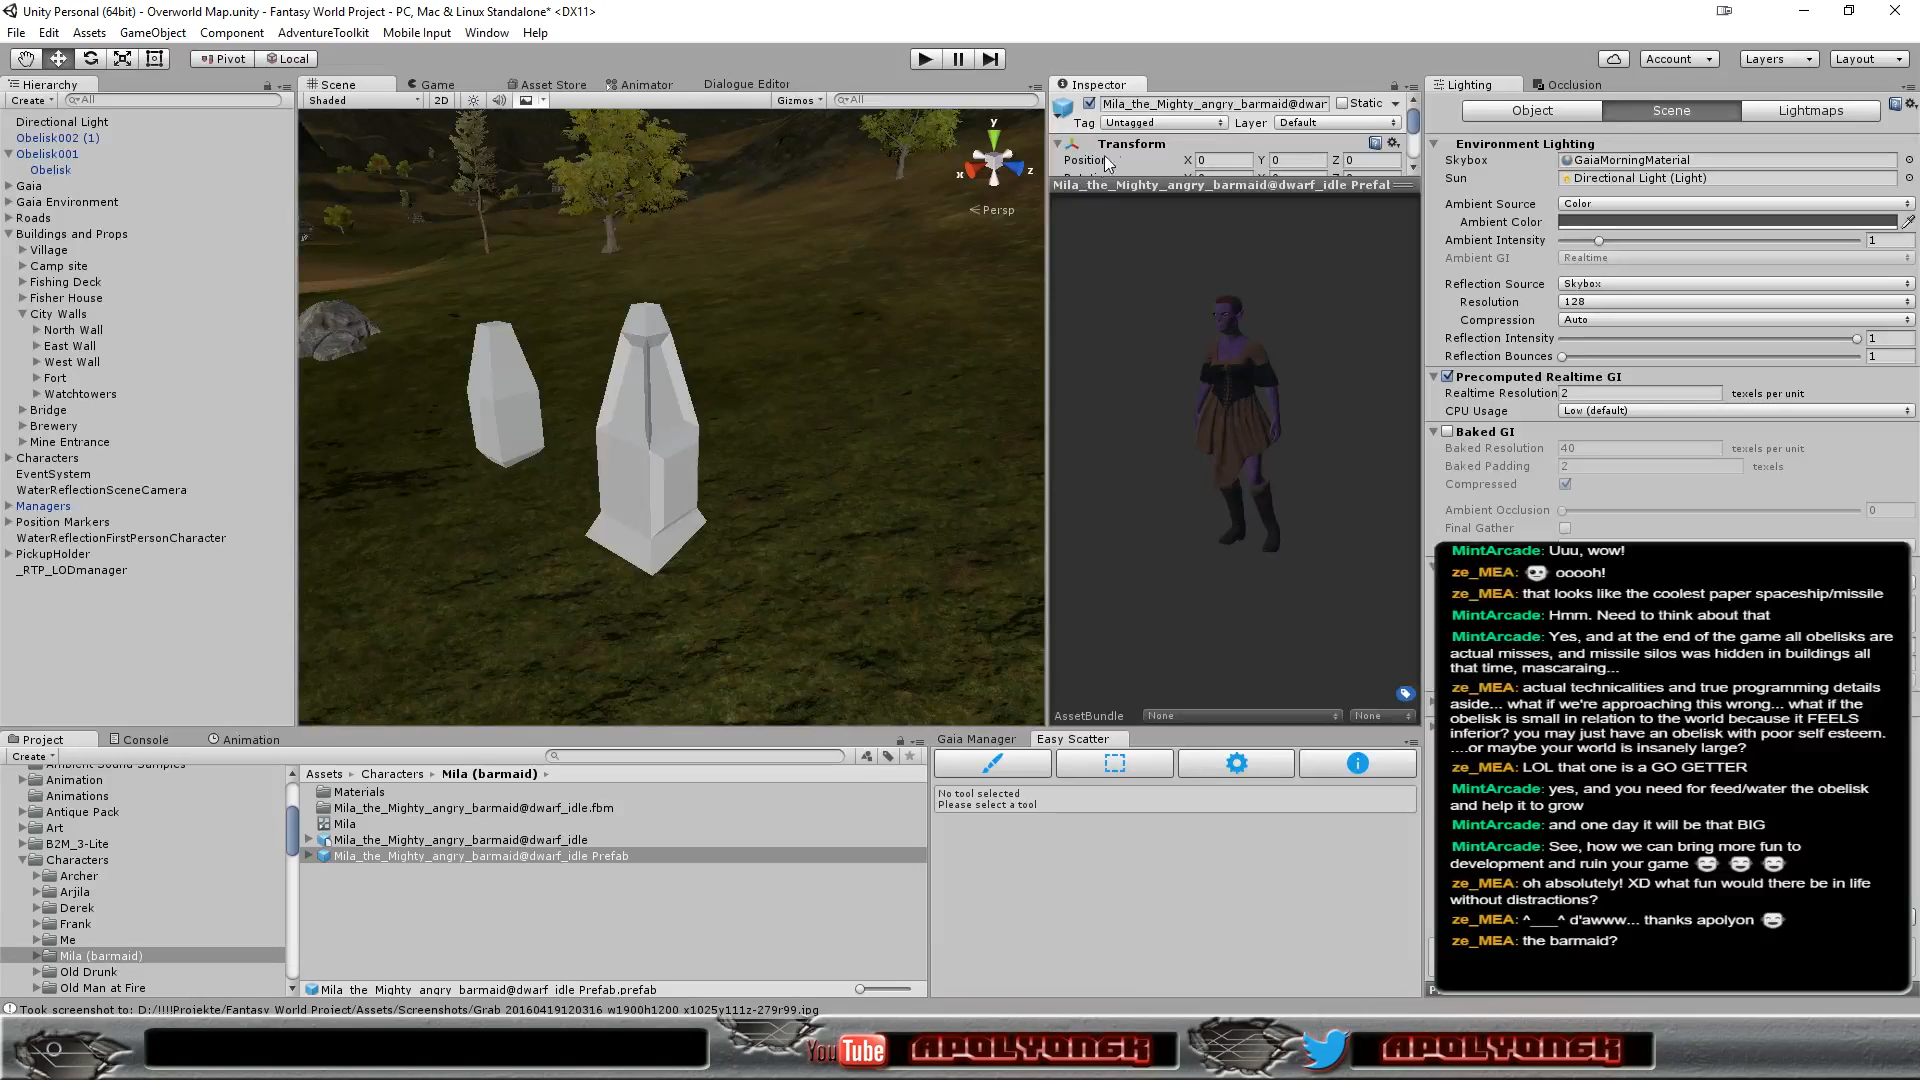 Unity Personal (64bit) - Overworld Map.unity - Fantasy World Project - PC, Mac & Linux Standalone* <DX11>
File Edit Assets GameObject Component AdventureToolkit Mobile Input Window Help
Pivot Local Account Layers Layout
Hierarchy
Create All
Directional Light
Obelisk002 (1)
Obelisk001
Obelisk
Gaia
Gaia Environment
Roads
Buildings and Props
Village
Camp site
Fishing Deck
Fisher House
City Walls
North Wall
East Wall
West Wall
Fort
Watchtowers
Bridge
Brewery
Mine Entrance
Characters
EventSystem
WaterReflectionSceneCamera
Managers
Position Markers
WaterReflectionFirstPersonCharacter
PickupHolder
_RTP_LODmanager
Scene Game Asset Store Animator Dialogue Editor
Shaded 2D Gizmos All
y
x z
Persp
Inspector
Mila_the_Mighty_angry_barmaid@dwar Static
Tag Untagged Layer Default
Transform
Position X 0 Y 0 Z 0
Mila_the_Mighty_angry_barmaid@dwarf_idle Prefal
AssetBundle None None
Lighting Occlusion
Object Scene Lightmaps
Environment Lighting
Skybox GaiaMorningMaterial
Sun Directional Light (Light)
Ambient Source Color
Ambient Color
Ambient Intensity 1
Ambient GI Realtime
Reflection Source Skybox
Resolution 128
Compression Auto
Reflection Intensity 1
Reflection Bounces 1
Precomputed Realtime GI
Realtime Resolution 2 texels per unit
CPU Usage Low (default)
Baked GI
Baked Resolution 40 texels per unit
Baked Padding 2 texels
Compressed
Ambient Occlusion 0
Final Gather
MintArcade: Uuu, wow!
ze_MEA: ooooh!
ze_MEA: that looks like the coolest paper spaceship/missile
MintArcade: Hmm. Need to think about that
MintArcade: Yes, and at the end of the game all obelisks are
actual misses, and missile silos was hidden in buildings all
that time, mascaraing...
ze_MEA: actual technicalities and true programming details
aside... what if we're approaching this wrong... what if the
obelisk is small in relation to the world because it FEELS
inferior? you may just have an obelisk with poor self esteem.
....or maybe your world is insanely large?
ze_MEA: LOL that one is a GO GETTER
MintArcade: yes, and you need for feed/water the obelisk
and help it to grow
MintArcade: and one day it will be that BIG
MintArcade: See, how we can bring more fun to
development and ruin your game
ze_MEA: oh absolutely! XD what fun would there be in life
without distractions?
ze_MEA: ^___^ d'awww... thanks apolyon
ze_MEA: the barmaid?
Project Console Animation
Create
Ambient Sound Samples
Animation
Animations
Antique Pack
Art
B2M_3-Lite
Characters
Archer
Arjila
Derek
Frank
Me
Mila (barmaid)
Old Drunk
Old Man at Fire
Assets Characters Mila (barmaid)
Materials
Mila_the_Mighty_angry_barmaid@dwarf_idle.fbm
Mila
Mila_the_Mighty_angry_barmaid@dwarf_idle
Mila_the_Mighty_angry_barmaid@dwarf_idle Prefab
Mila_the_Mighty_angry_barmaid@dwarf_idle Prefab.prefab
Gaia Manager Easy Scatter
No tool selected
Please select a tool
Took screenshot to: D:/!!!!Projekte/Fantasy World Project/Assets/Screenshots/Grab_20160419120316_w1900h1200_x1025y111z-279r99.jpg
YouTube APOLYON6K APOLYON6K